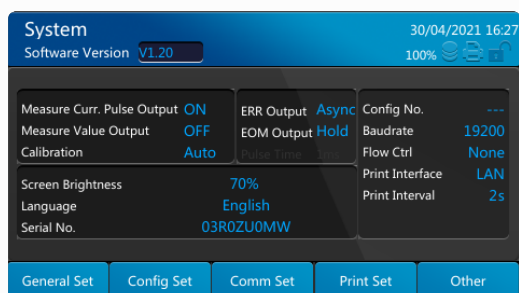 System
30/04/2021 16:27
Software Version V1.20
100%
Measure Curr. Pulse Output ON
Measure Value Output OFF
Calibration Auto
ERR Output Async
EOM Output Hold
Pulse Time 1ms
Config No. ---
Baudrate 19200
Flow Ctrl None
Print Interface LAN
Print Interval 2s
Screen Brightness 70%
Language English
Serial No. 03R0ZU0MW
General Set
Config Set
Comm Set
Print Set
Other